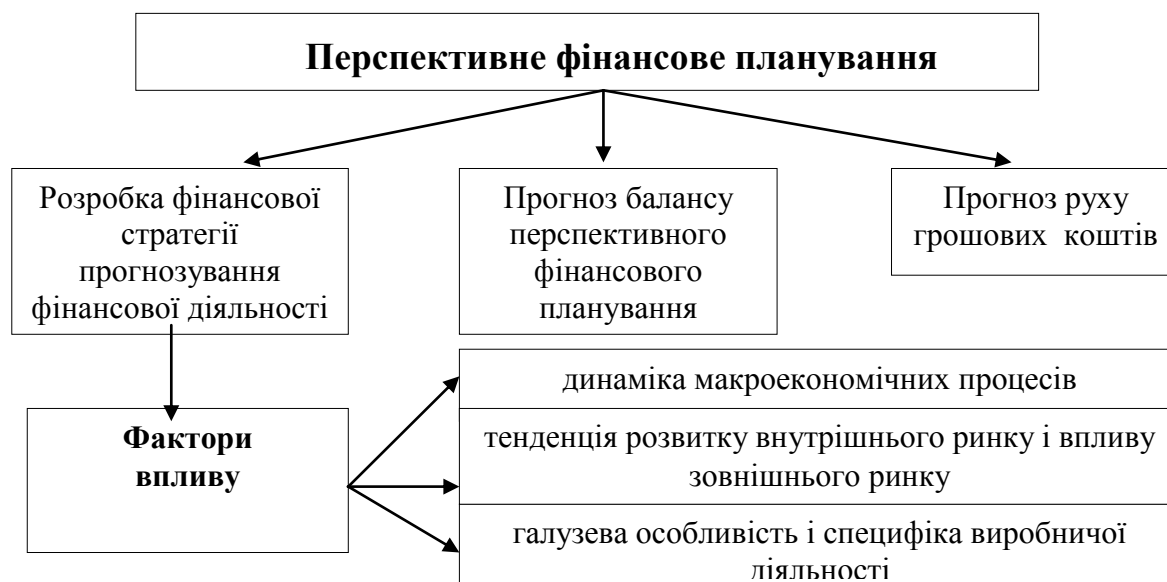 Перспективне фінансове планування
Розробка фінансової
стратегії
прогнозування
фінансової діяльності
Прогноз балансу
перспективного
фінансового
планування
Прогноз руху
грошових коштів
Фактори
впливу
динаміка макроекономічних процесів
тенденція розвитку внутрішнього ринку і впливу
зовнішнього ринку
галузева особливість і специфіка виробничої
діяльності